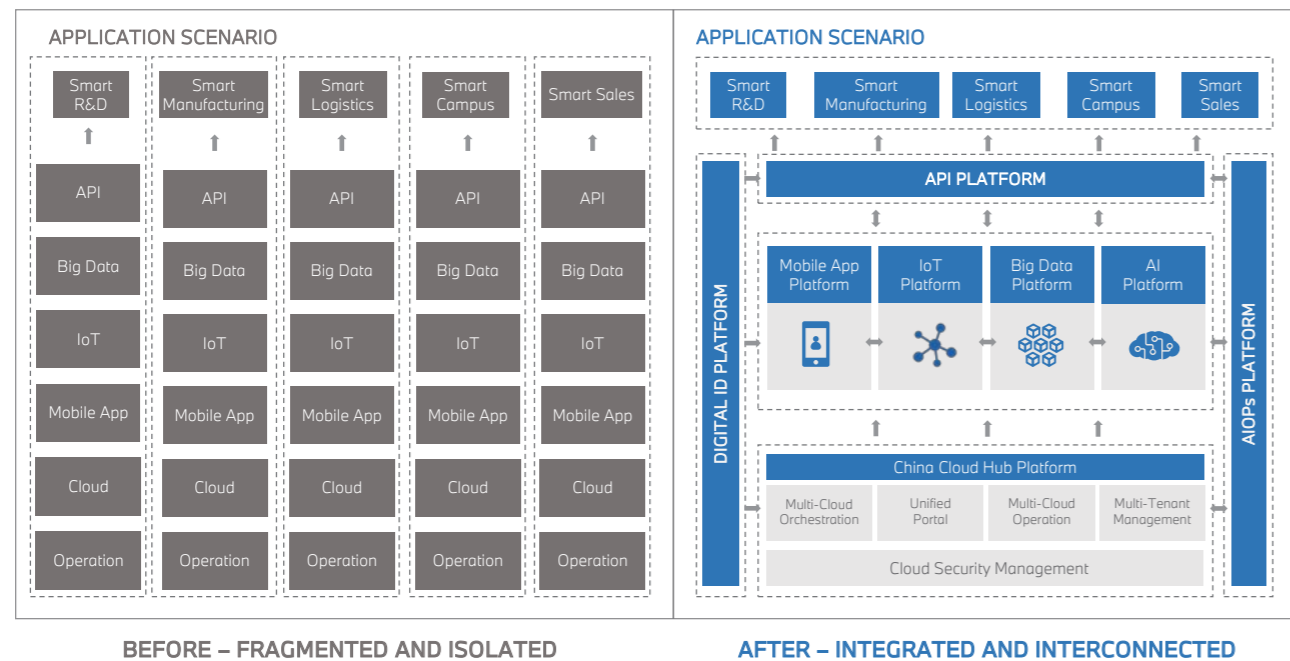 APPLICATION SCENARIO
Smart
R&D
Smart
Manufacturing
Smart
Logistics
Smart
Campus
Smart Sales
API
API
API
API
API
Big Data
Big Data
Big Data
Big Data
Big Data
IoT
IoT
IoT
IoT
IoT
Mobile App
Mobile App
Mobile App
Mobile App
Mobile App
Cloud
Cloud
Cloud
Cloud
Cloud
Operation
Operation
Operation
Operation
Operation
BEFORE – FRAGMENTED AND ISOLATED
APPLICATION SCENARIO
Smart
R&D
Smart
Manufacturing
Smart
Logistics
Smart
Campus
Smart
Sales
DIGITAL ID PLATFORM
API PLATFORM
Mobile App
Platform
IoT
Platform
Big Data
Platform
AI
Platform
China Cloud Hub Platform
Multi-Cloud
Orchestration
Unified
Portal
Multi-Cloud
Operation
Multi-Tenant
Management
Cloud Security Management
AIOPs PLATFORM
AFTER – INTEGRATED AND INTERCONNECTED